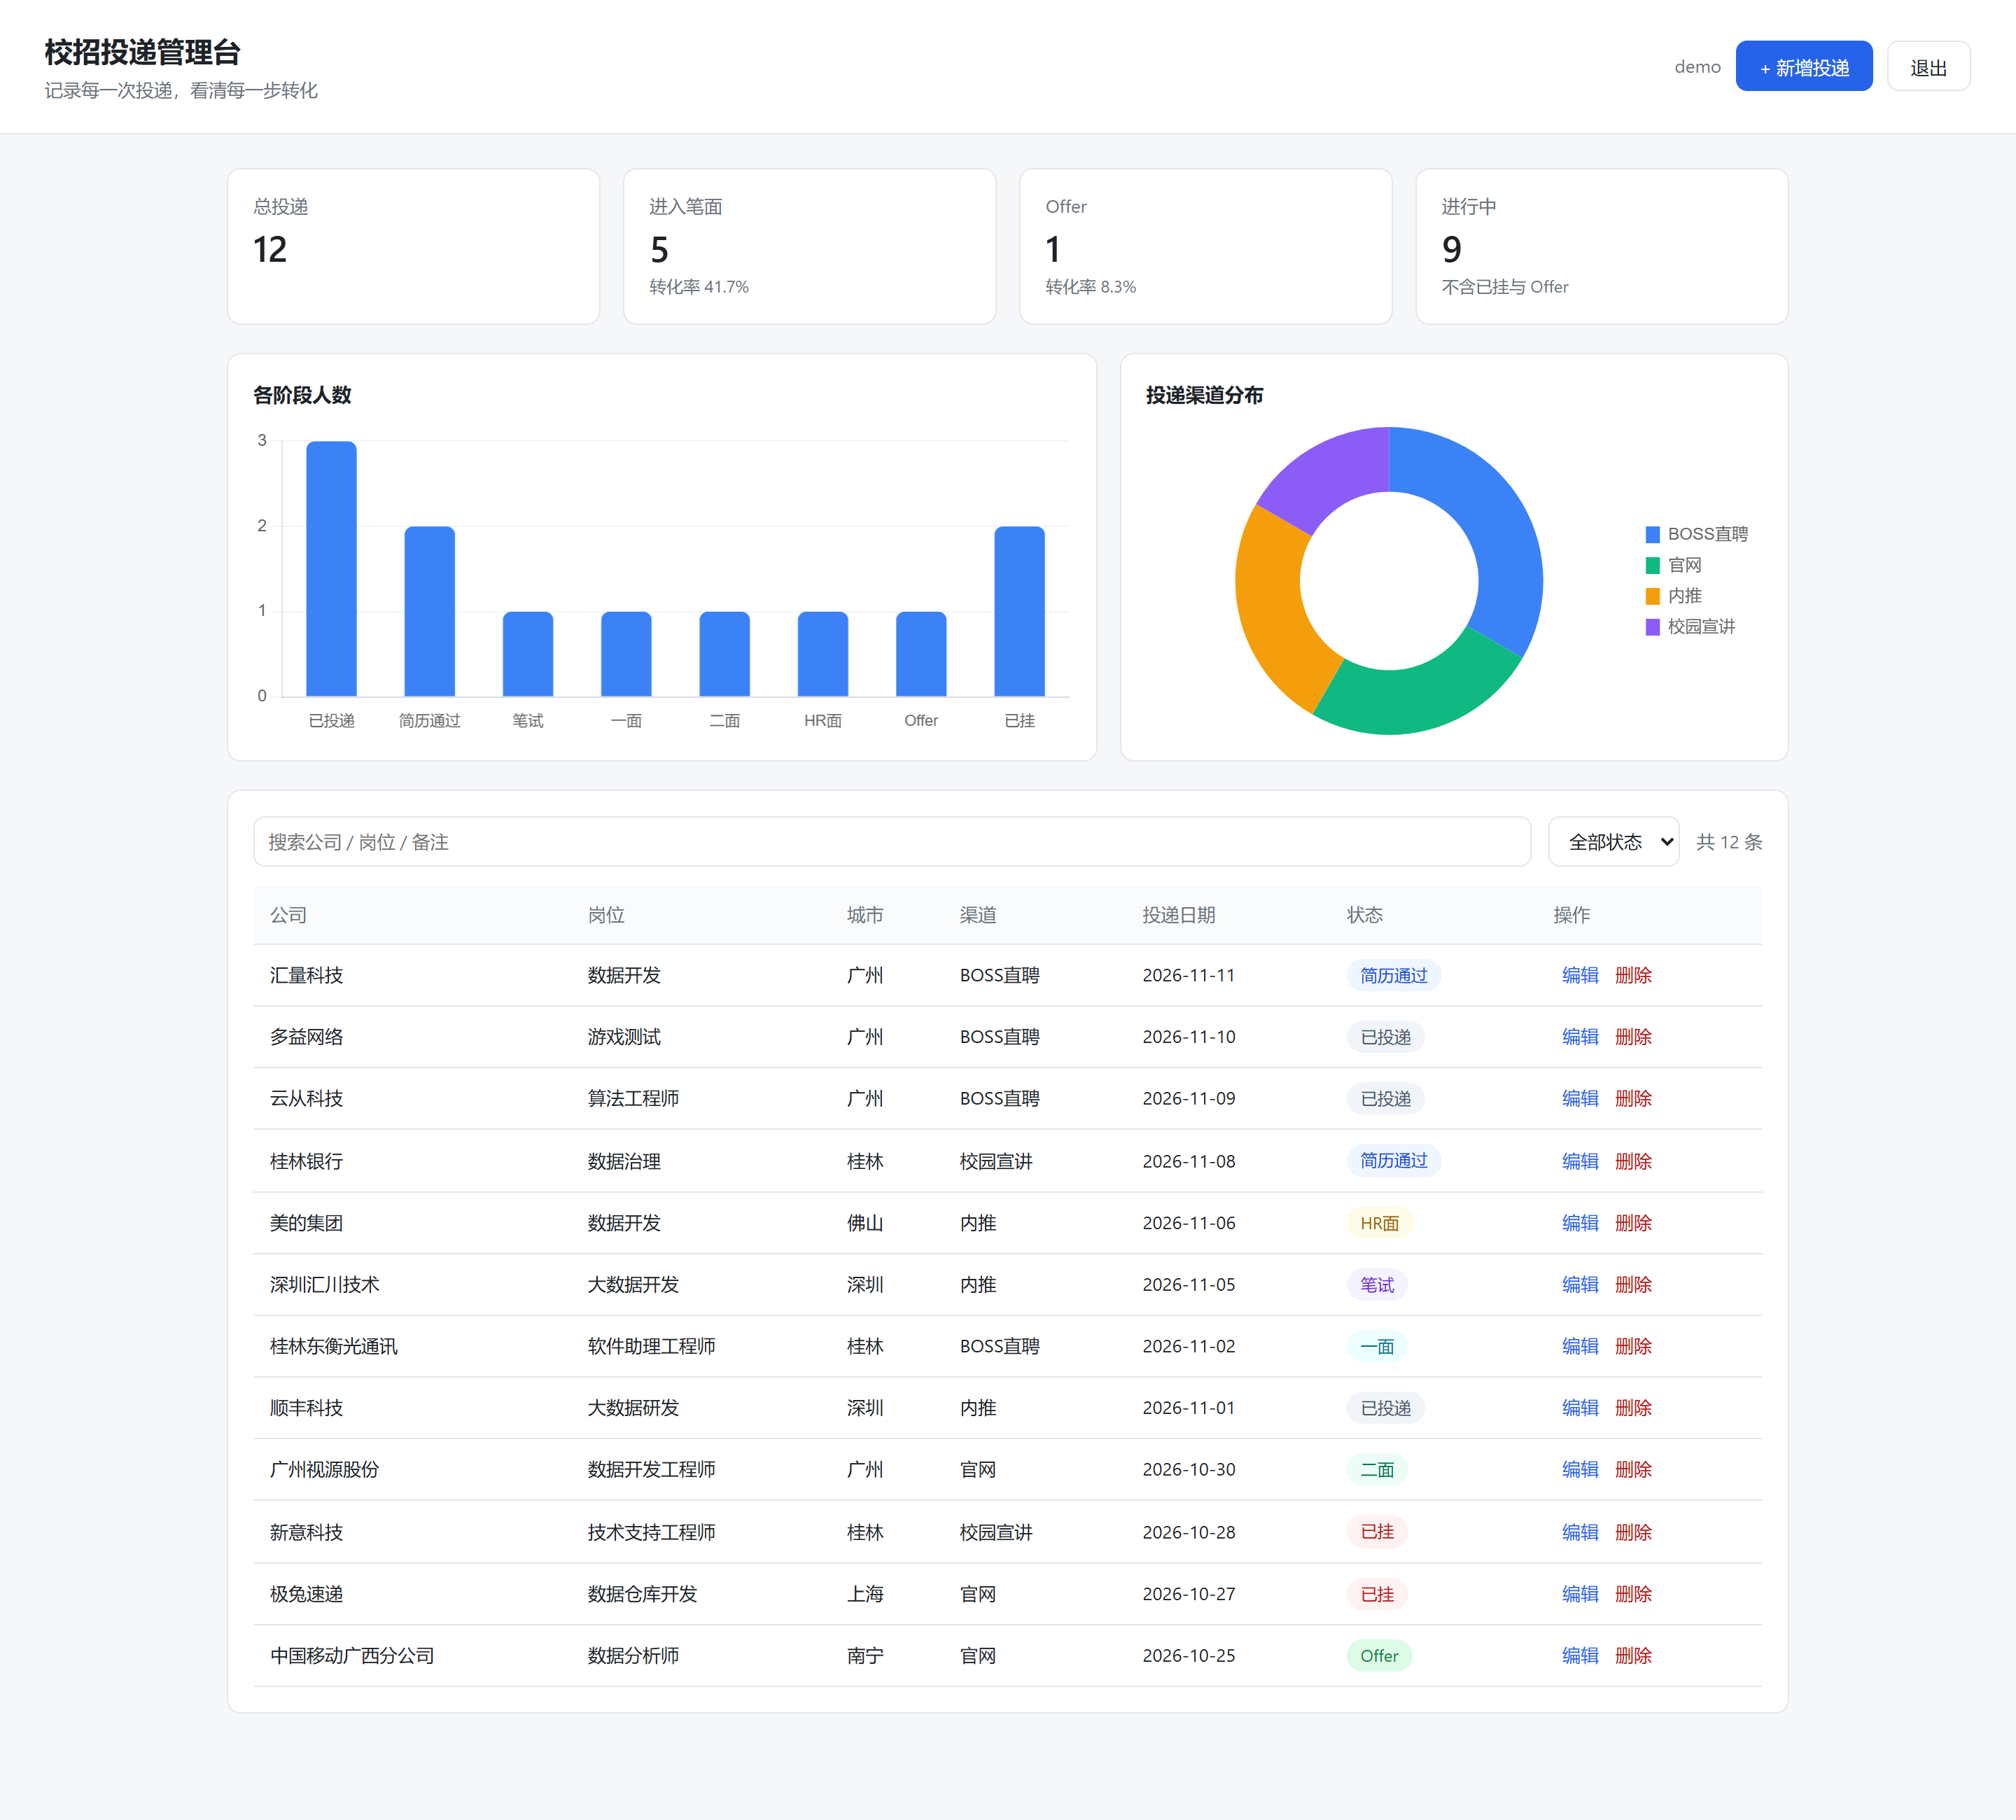 校招投递管理台
记录每一次投递，看清每一步转化
demo
+ 新增投递
退出
总投递
12
进入笔面
5
转化率 41.7%
Offer
1
转化率 8.3%
进行中
9
不含已挂与 Offer
各阶段人数
3
2
1
0
已投递 简历通过 笔试 一面 二面 HR面 Offer 已挂
投递渠道分布
BOSS直聘
官网
内推
校园宣讲
搜索公司 / 岗位 / 备注
全部状态
共 12 条
公司 岗位 城市 渠道 投递日期 状态 操作
汇量科技 数据开发 广州 BOSS直聘 2026-11-11 简历通过 编辑 删除
多益网络 游戏测试 广州 BOSS直聘 2026-11-10 已投递 编辑 删除
云从科技 算法工程师 广州 BOSS直聘 2026-11-09 已投递 编辑 删除
桂林银行 数据治理 桂林 校园宣讲 2026-11-08 简历通过 编辑 删除
美的集团 数据开发 佛山 内推 2026-11-06 HR面 编辑 删除
深圳汇川技术 大数据开发 深圳 内推 2026-11-05 笔试 编辑 删除
桂林东衡光通讯 软件助理工程师 桂林 BOSS直聘 2026-11-02 一面 编辑 删除
顺丰科技 大数据研发 深圳 内推 2026-11-01 已投递 编辑 删除
广州视源股份 数据开发工程师 广州 官网 2026-10-30 二面 编辑 删除
新意科技 技术支持工程师 桂林 校园宣讲 2026-10-28 已挂 编辑 删除
极兔速递 数据仓库开发 上海 官网 2026-10-27 已挂 编辑 删除
中国移动广西分公司 数据分析师 南宁 官网 2026-10-25 Offer 编辑 删除